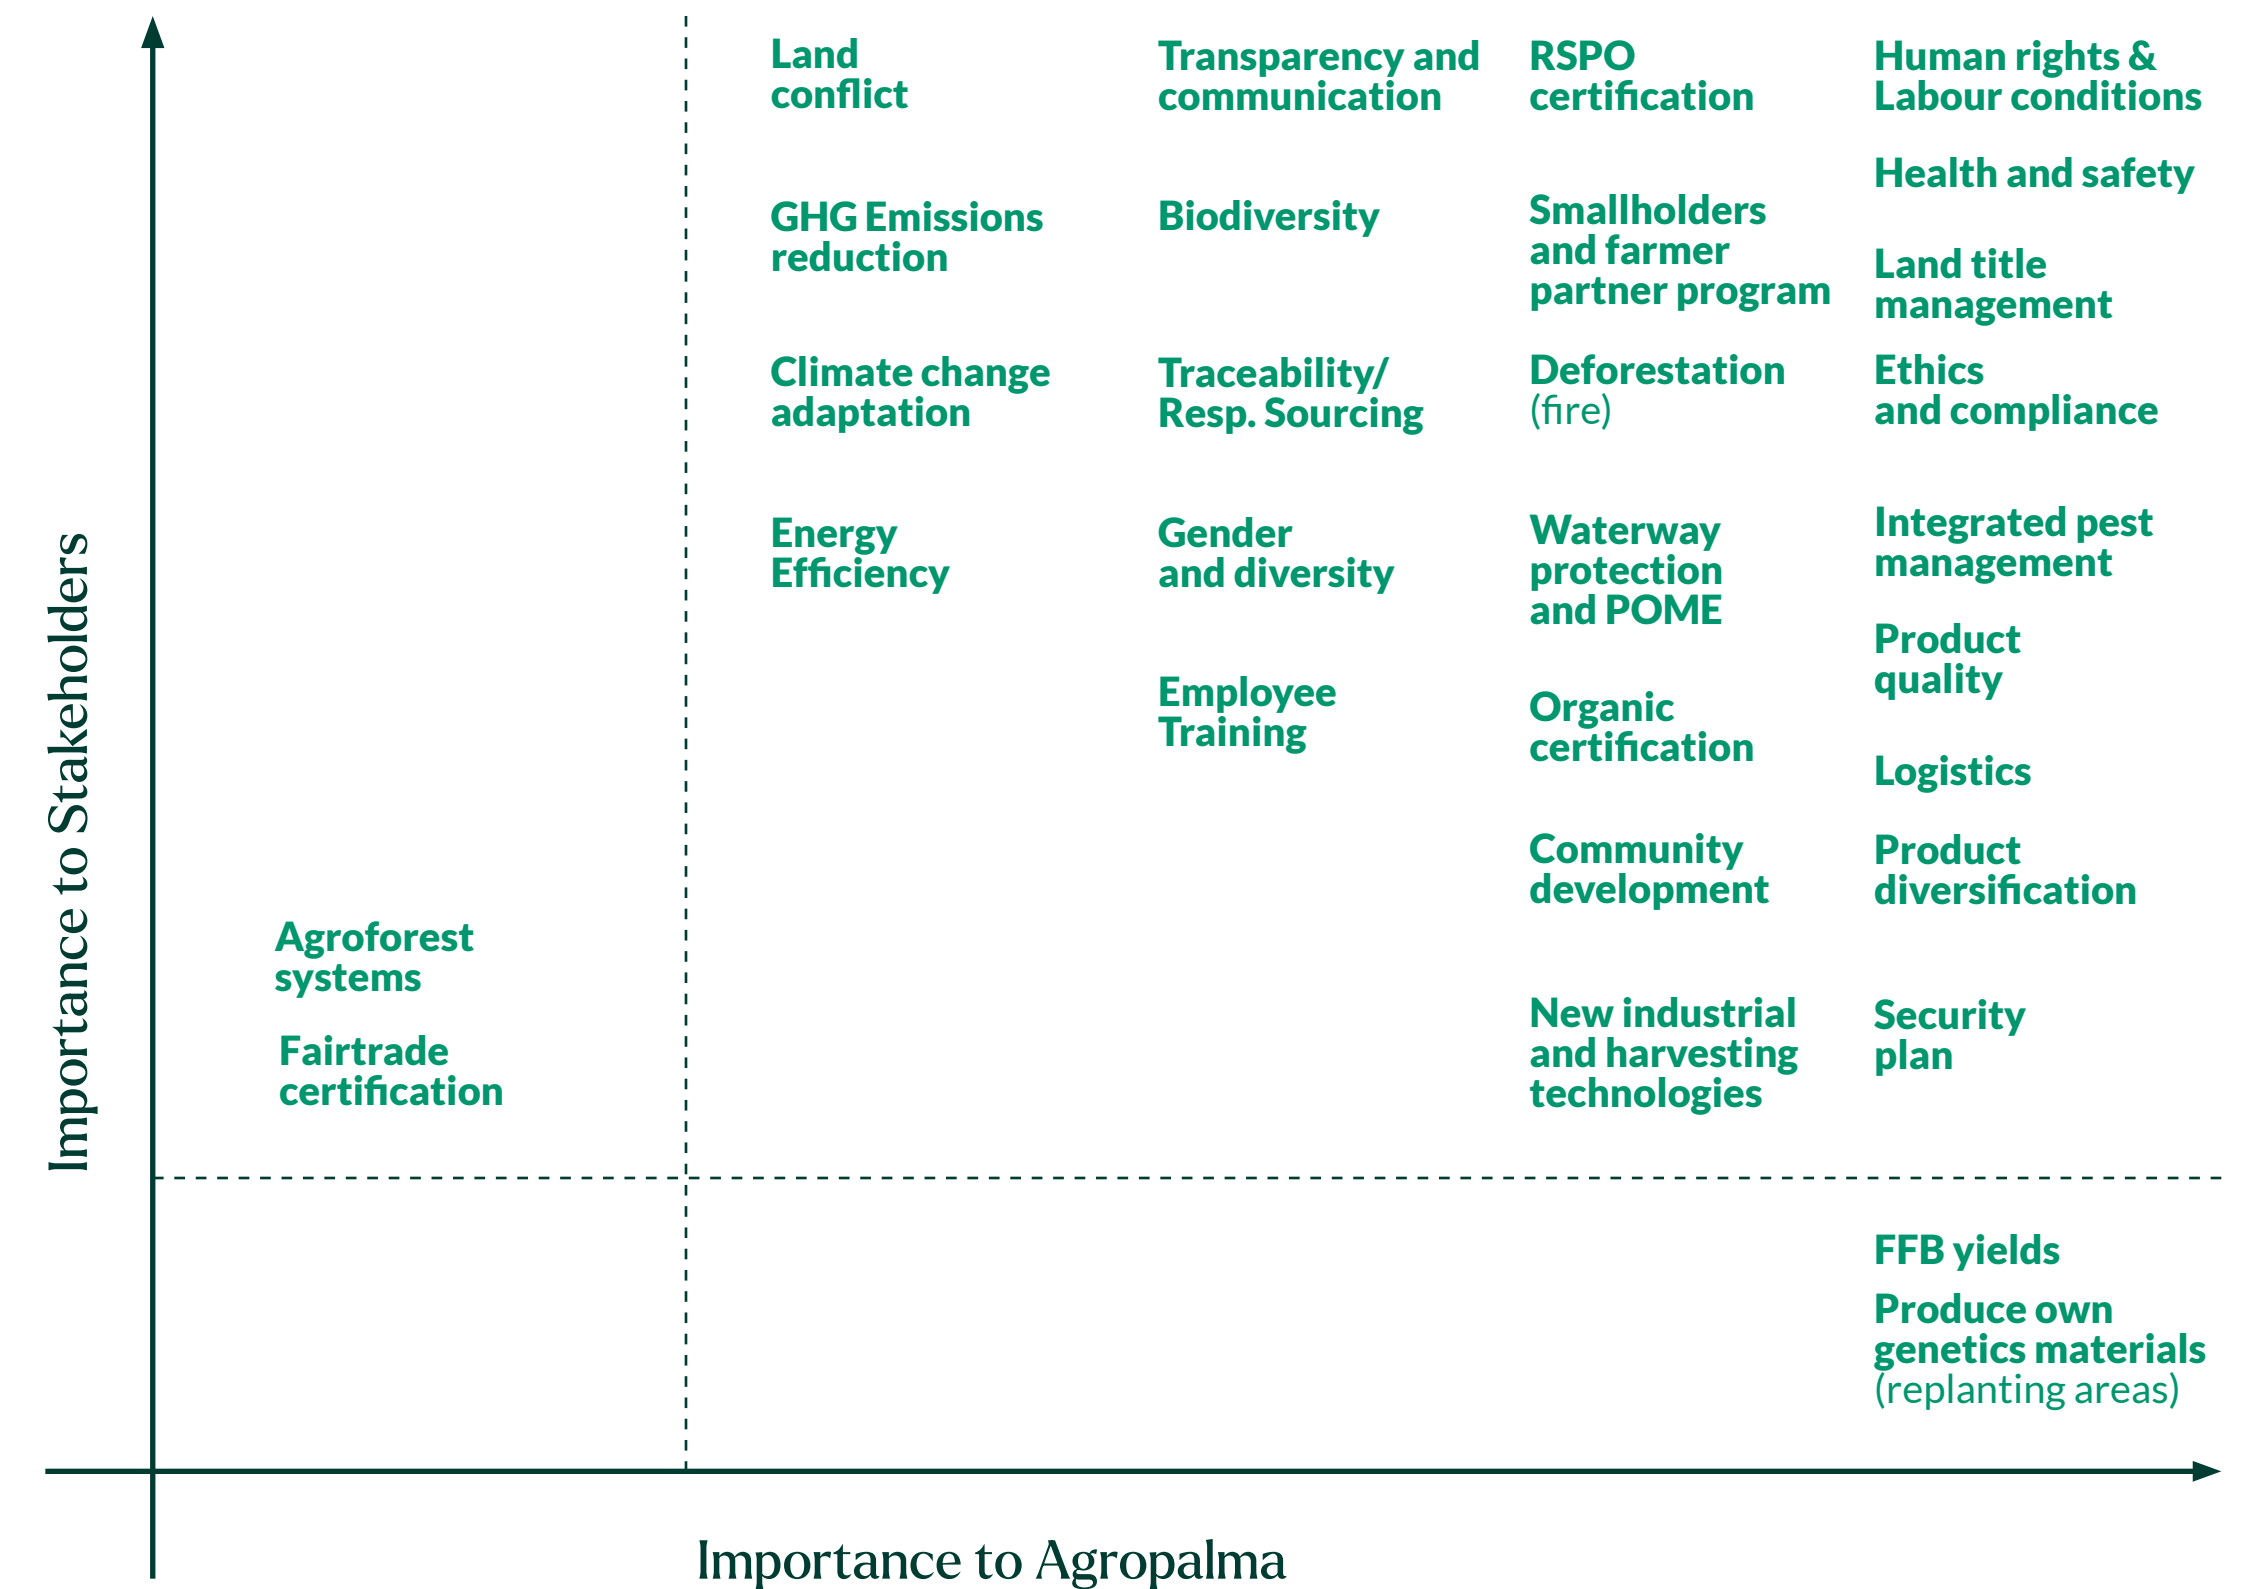 Importance to Stakeholders
Land
conflict
GHG Emissions
reduction
Climate change
adaptation
Energy
Efficiency
Transparency and
communication
Biodiversity
Traceability/
Resp. Sourcing
Gender
and diversity
Employee
Training
RSPO
certification
Smallholders
and farmer
partner program
Deforestation
(fire)
Waterway
protection
and POME
Organic
certification
Community
development
New industrial
and harvesting
technologies
Human rights &
Labour conditions
Health and safety
Land title
management
Ethics
and compliance
Integrated pest
management
Product
quality
Logistics
Product
diversification
Security
plan
Agroforest
systems
Fairtrade
certification
FFB yields
Produce own
genetics materials
(replanting areas)
Importance to Agropalma